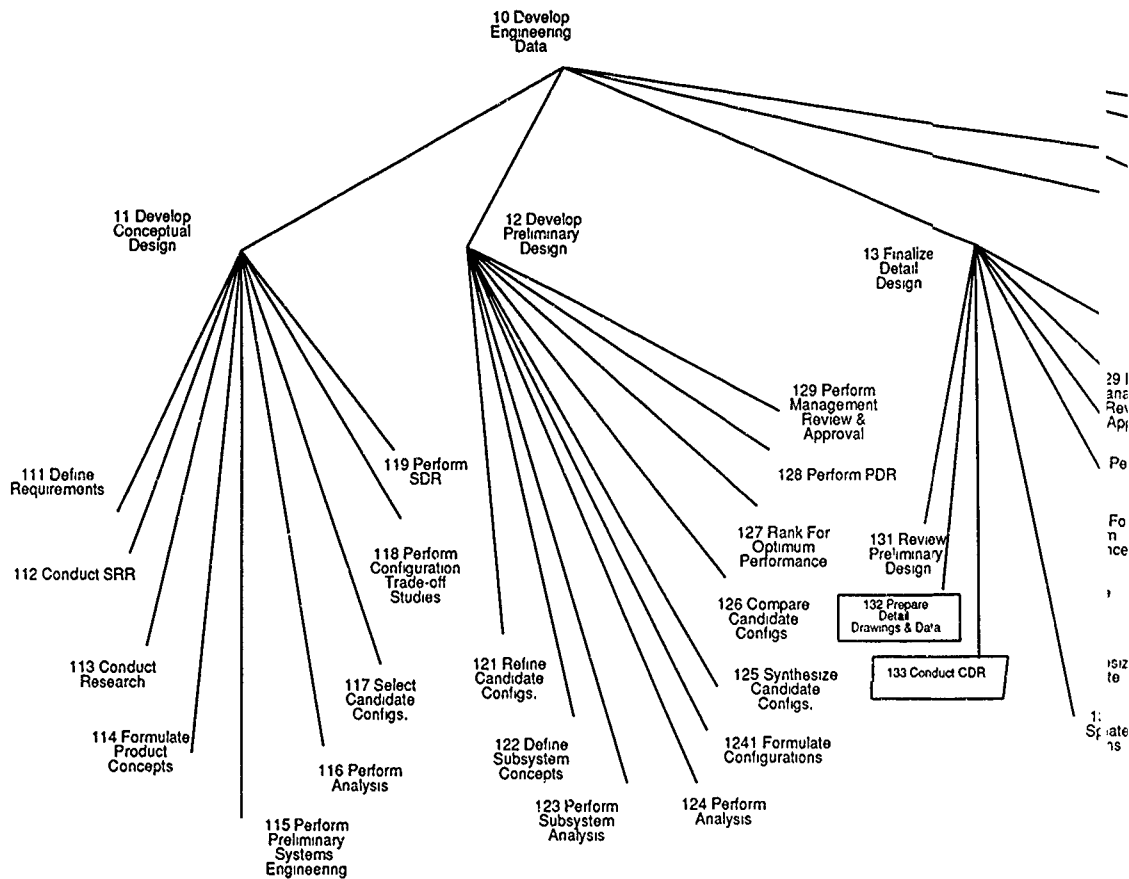 10 Develop
Engineering
Data
11 Develop
Conceptual
Design
12 Develop
Preliminary
Design
13 Finalize
Detail
Design
111 Define
Requirements
112 Conduct SRR
113 Conduct
Research
114 Formulate
Product
Concepts
115 Perform
Preliminary
Systems
Engineering
116 Perform
Analysis
117 Select
Candidate
Configs.
118 Perform
Configuration
Trade-off
Studies
119 Perform
SDR
121 Refine
Candidate
Configs.
122 Define
Subsystem
Concepts
123 Perform
Subsystem
Analysis
124 Perform
Analysis
1241 Formulate
Configurations
125 Synthesize
Candidate
Configs.
126 Compare
Candidate
Configs
127 Rank For
Optimum
Performance
128 Perform PDR
129 Perform
Management
Review &
Approval
131 Review
Preliminary
Design
132 Prepare
Detail
Drawings & Data
133 Conduct CDR